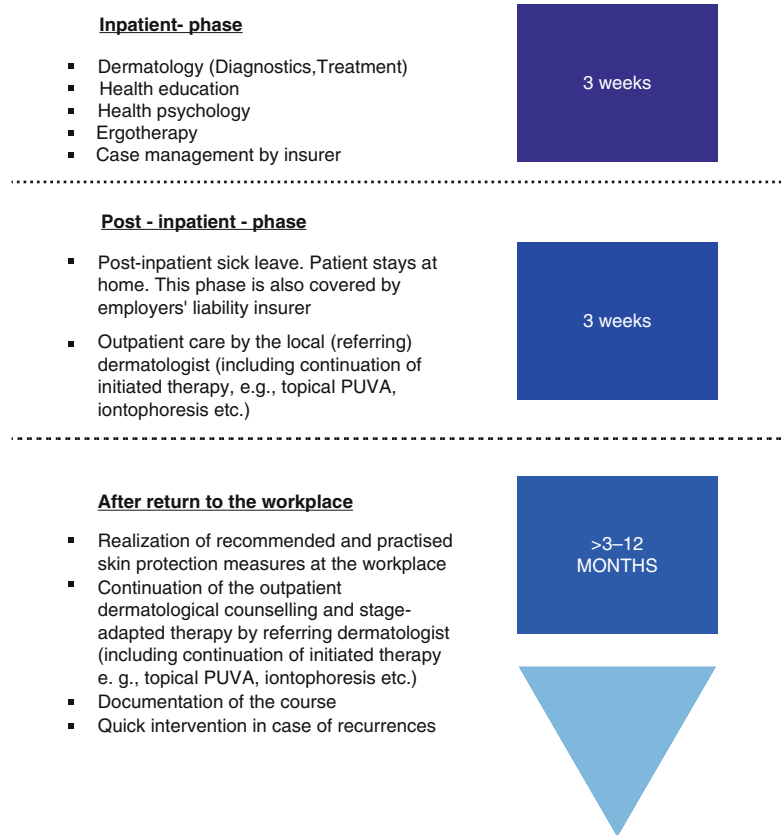 Inpatient- phase
▪ Dermatology (Diagnostics,Treatment)
▪ Health education
▪ Health psychology
▪ Ergotherapy
▪ Case management by insurer
3 weeks
Post - inpatient - phase
▪ Post-inpatient sick leave. Patient stays at
home. This phase is also covered by
employers' liability insurer
▪ Outpatient care by the local (referring)
dermatologist (including continuation of
initiated therapy, e.g., topical PUVA,
iontophoresis etc.)
3 weeks
After return to the workplace
▪ Realization of recommended and practised
skin protection measures at the workplace
▪ Continuation of the outpatient
dermatological counselling and stage-
adapted therapy by referring dermatologist
(including continuation of initiated therapy
e. g., topical PUVA, iontophoresis etc.)
▪ Documentation of the course
▪ Quick intervention in case of recurrences
>3–12
MONTHS